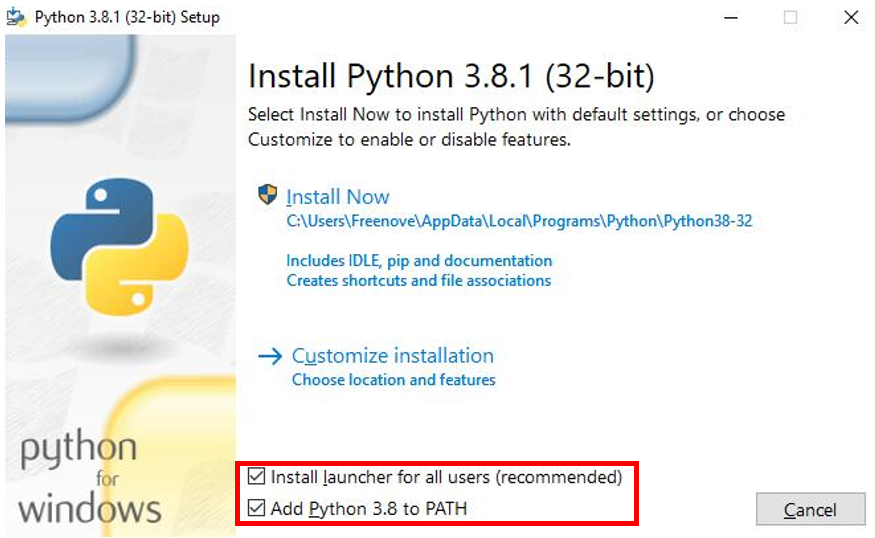 Python 3.8.1 (32-bit) Setup
Install Python 3.8.1 (32-bit)
Select Install Now to install Python with default settings, or choose
Customize to enable or disable features.
Install Now
C:\Users\Freenove\AppData\Local\Programs\Python\Python38-32
Includes IDLE, pip and documentation
Creates shortcuts and file associations
Customize installation
Choose location and features
python
for
windows
Install launcher for all users (recommended)
Add Python 3.8 to PATH
Cancel